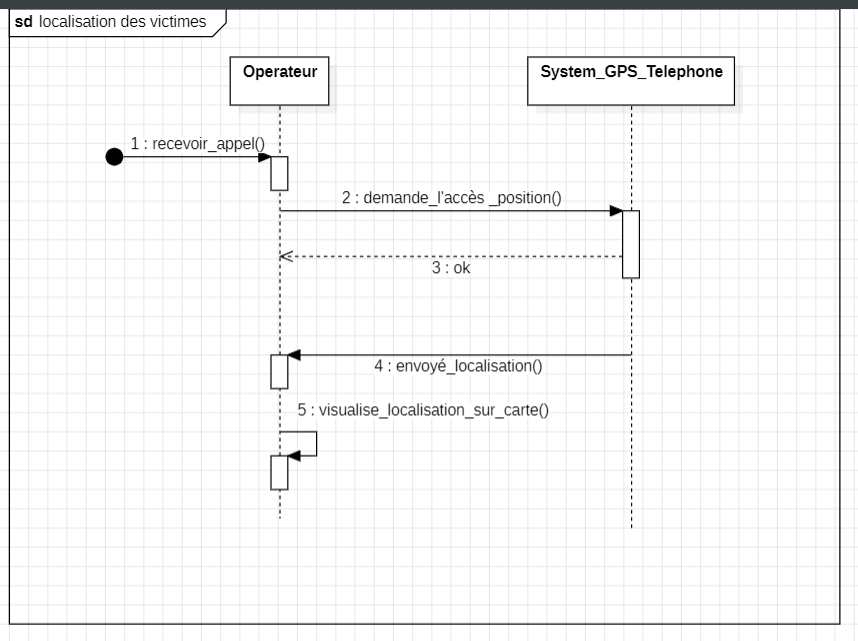 sd localisation des victimes
Operateur
System_GPS_Telephone
1 : recevoir_appel()
2 : demande_l'accès _position()
3 : ok
4 : envoyé_localisation()
5 : visualise_localisation_sur_carte()